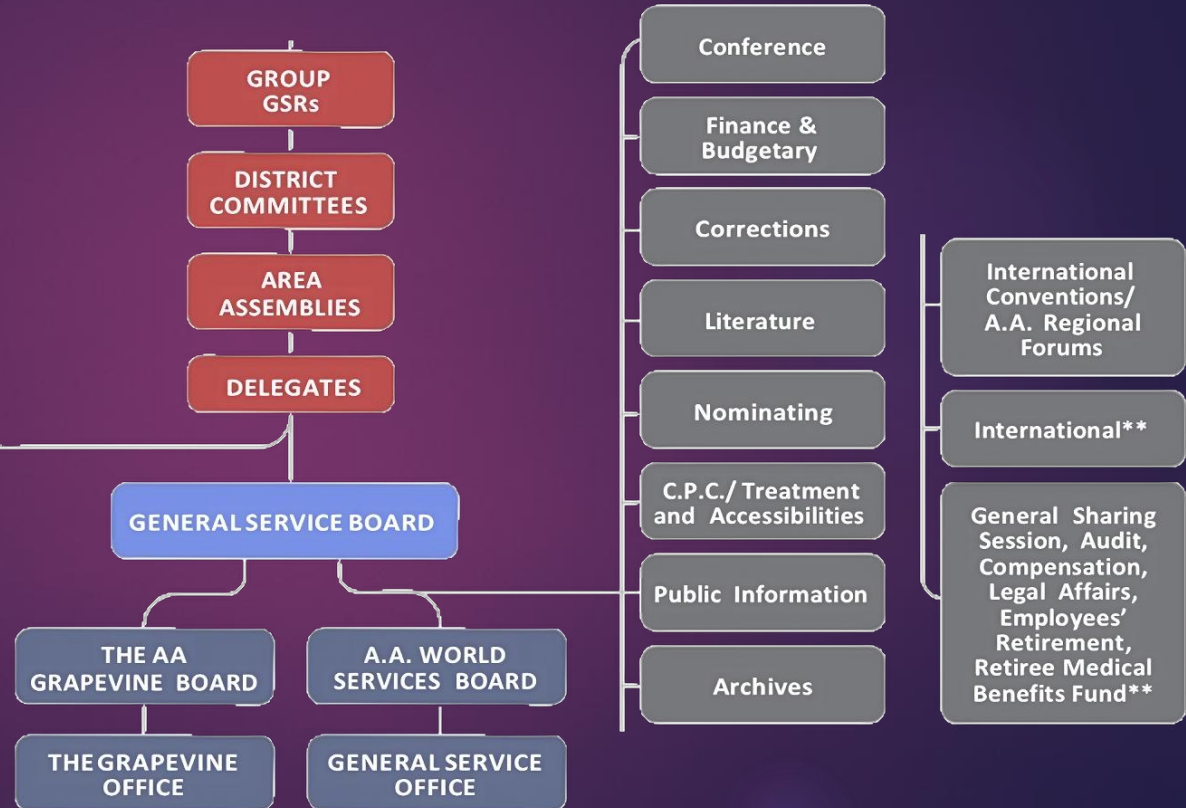 GROUP
GSRs
DISTRICT
COMMITTEES
AREA
ASSEMBLIES
DELEGATES
GENERAL SERVICE BOARD
THE AA
GRAPEVINE BOARD
A.A. WORLD
SERVICES BOARD
THE GRAPEVINE
OFFICE
GENERAL SERVICE
OFFICE
Conference
Finance &
Budgetary
Corrections
Literature
Nominating
C.P.C./ Treatment
and Accessibilities
Public Information
Archives
International
Conventions/
A.A. Regional
Forums
International**
General Sharing
Session, Audit,
Compensation,
Legal Affairs,
Employees’
Retirement,
Retiree Medical
Benefits Fund**